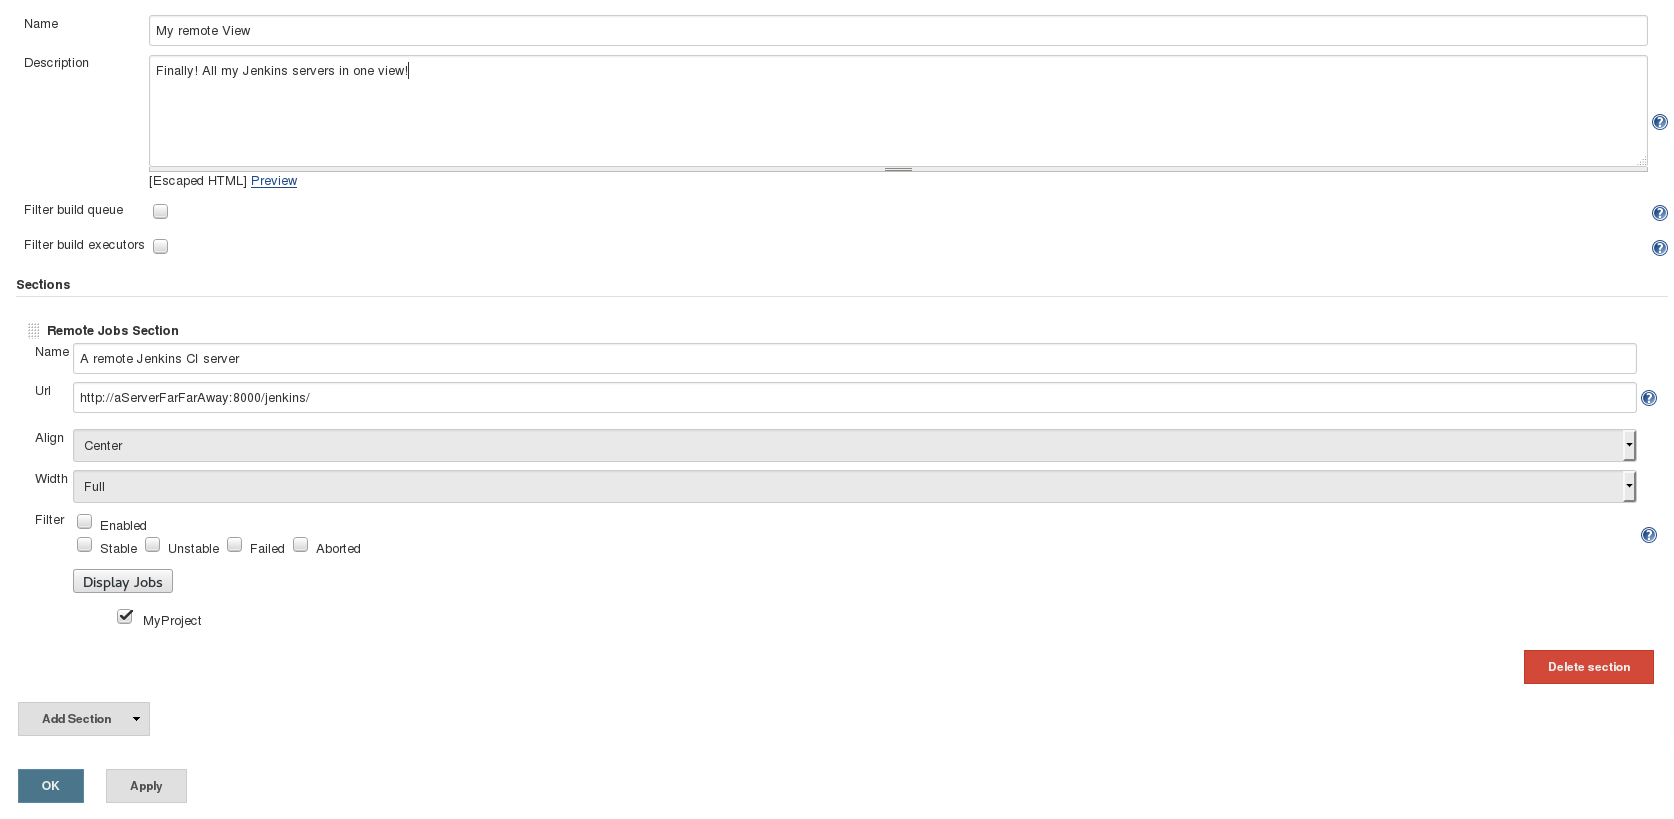 Name
My remote View
Description
Finally! All my Jenkins servers in one view!
[Escaped HTML] Preview
Filter build queue
Filter build executors
Sections
Remote Jobs Section
Name
A remote Jenkins CI server
Url
http://aServerFarFarAway:8000/jenkins/
Align
Center
Width
Full
Filter
Enabled
Stable Unstable Failed Aborted
Display Jobs
MyProject
Delete section
Add Section
OK Apply